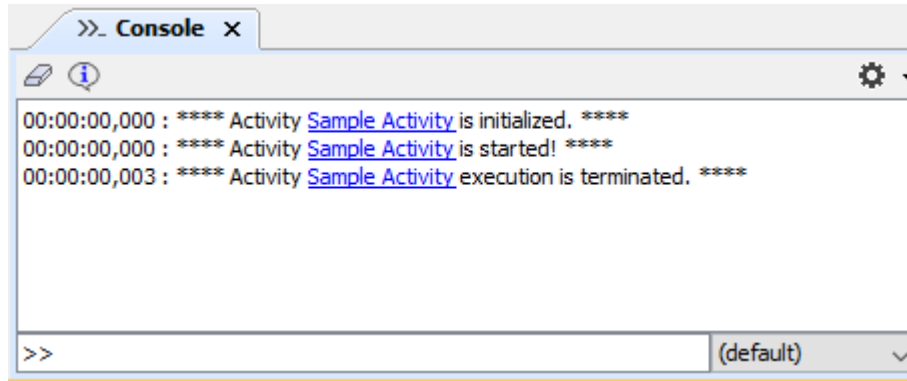 Console
00:00:00,000 : **** Activity Sample Activity is initialized. ****
00:00:00,000 : **** Activity Sample Activity is started! ****
00:00:00,003 : **** Activity Sample Activity execution is terminated. ****
>> (default)